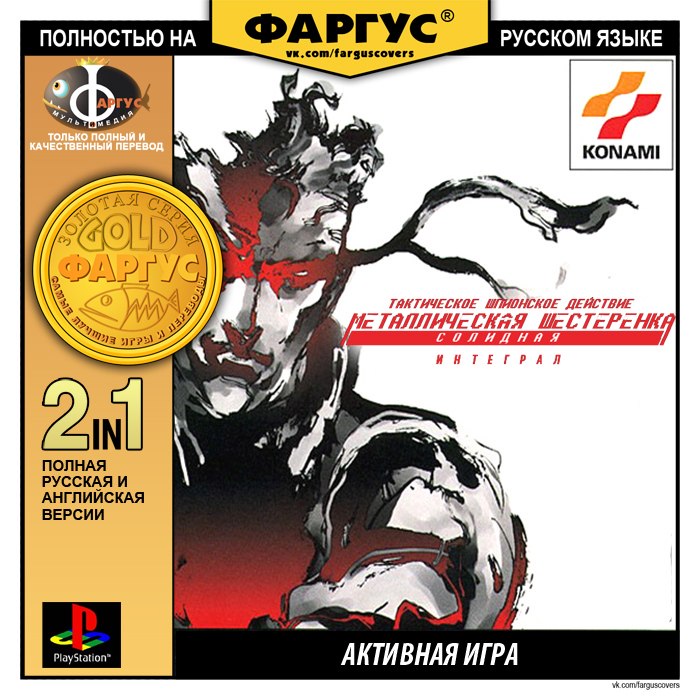 ПОЛНОСТЬЮ НА
ФАРГУС®
vk.com/farguscovers
РУССКОМ ЯЗЫКЕ
ФАРГУС
МУЛЬТИМЕДИЯ
ТОЛЬКО ПОЛНЫЙ И
КАЧЕСТВЕННЫЙ ПЕРЕВОД
KONAMI
ЗОЛОТАЯ СЕРИЯ
GOLD
ФАРГУС
САМЫЕ ЛУЧШИЕ ИГРЫ И ПЕРЕВОДЫ
ТАКТИЧЕСКОЕ ШПИОНСКОЕ ДЕЙСТВИЕ
МЕТАЛЛИЧЕСКАЯ ШЕСТЕРЕНКА
СОЛИДНАЯ
ИНТЕГРАЛ
2IN1
ПОЛНАЯ
РУССКАЯ И
АНГЛИЙСКАЯ
ВЕРСИИ
PlayStation™
АКТИВНАЯ ИГРА
vk.com/farguscovers